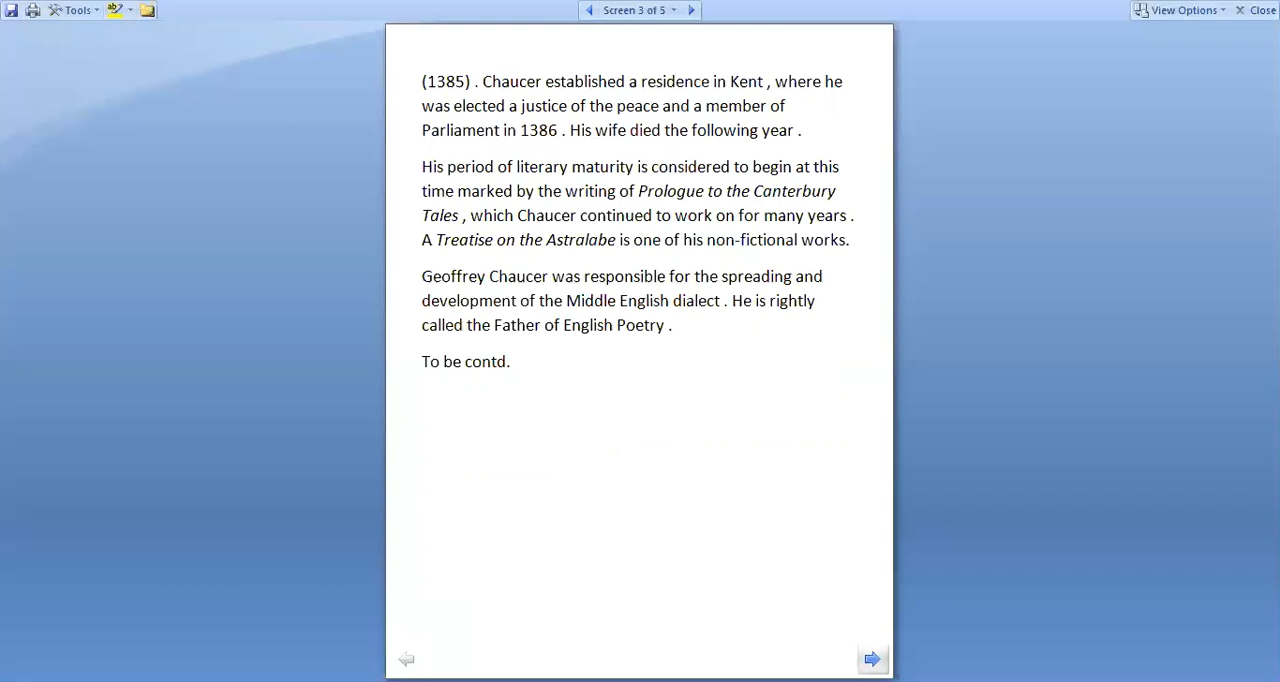 Tools
Screen 3 of 5
View Options
Close
(1385) . Chaucer established a residence in Kent , where he
was elected a justice of the peace and a member of
Parliament in 1386 . His wife died the following year .
His period of literary maturity is considered to begin at this
time marked by the writing of Prologue to the Canterbury
Tales , which Chaucer continued to work on for many years .
A Treatise on the Astralabe is one of his non-fictional works.
Geoffrey Chaucer was responsible for the spreading and
development of the Middle English dialect . He is rightly
called the Father of English Poetry .
To be contd.